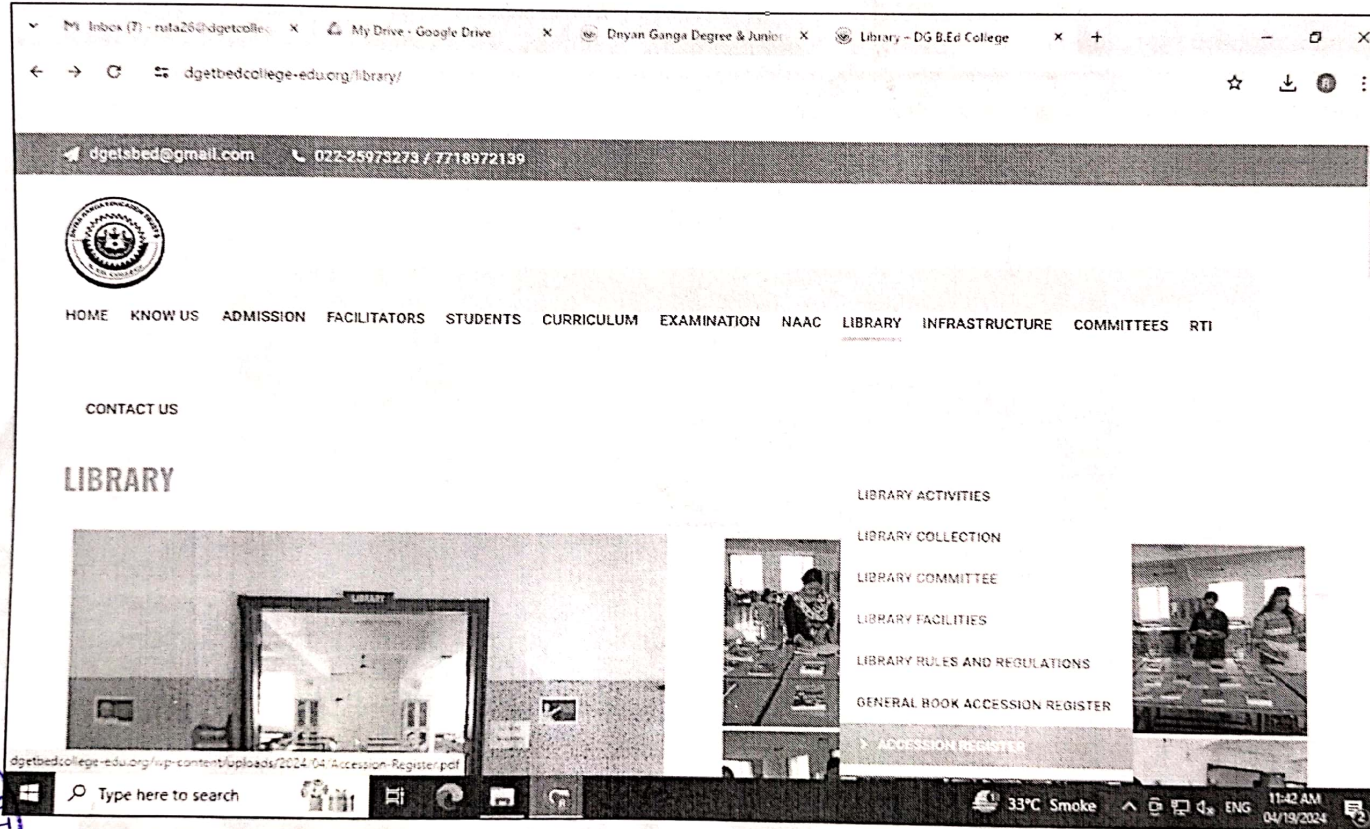 Inbox (7) - ruta26@dgetcolleg
My Drive - Google Drive
Dnyan Ganga Degree & Junior
Library – DG B.Ed College
dgetbedcollege-edu.org/library/
dgetsbed@gmail.com 022-25973273 / 7718972139
HOME KNOW US ADMISSION FACILITATORS STUDENTS CURRICULUM EXAMINATION NAAC LIBRARY INFRASTRUCTURE COMMITTEES RTI
CONTACT US
LIBRARY
LIBRARY ACTIVITIES
LIBRARY COLLECTION
LIBRARY COMMITTEE
LIBRARY FACILITIES
LIBRARY RULES AND REGULATIONS
GENERAL BOOK ACCESSION REGISTER
> ACCESSION REGISTER
LIBRARY
dgetbedcollege-edu.org/wp-content/uploads/2024/04/Accession-Register.pdf
Type here to search
33°C Smoke
ENG
11:42 AM
04/19/2024